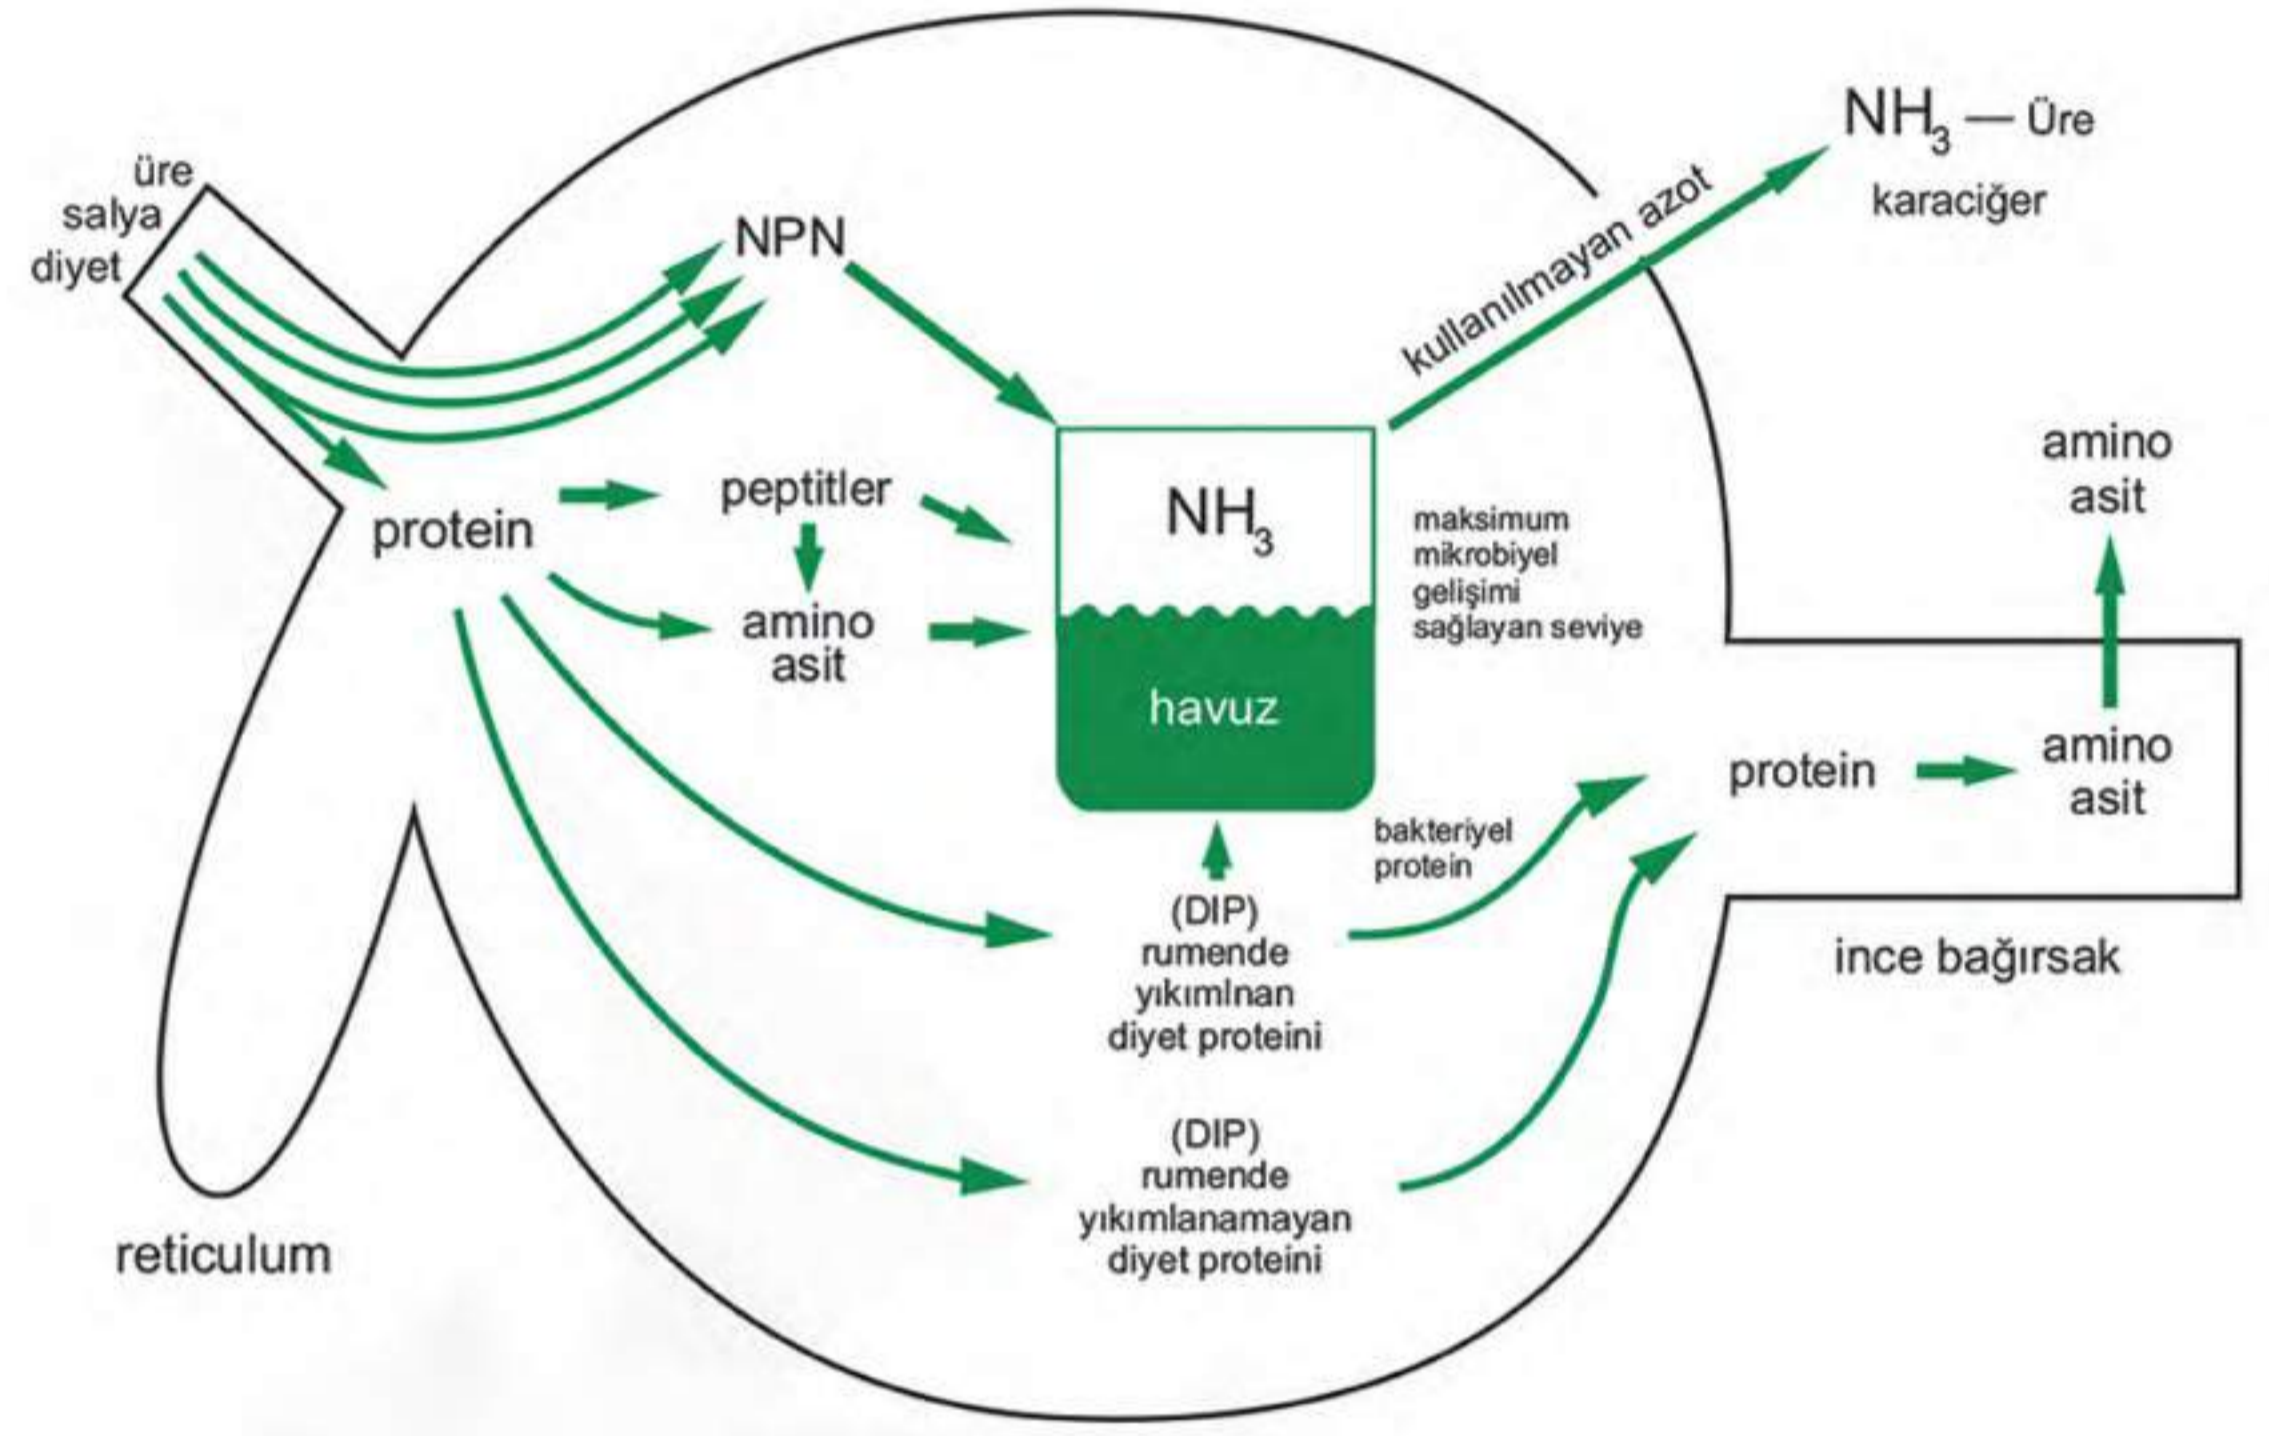 üre
salya
diyet
NPN
protein
peptitler
amino
asit
NH₃
havuz
kullanılmayan azot
NH₃ — Üre
karaciğer
maksimum
mikrobiyel
gelişimi
sağlayan seviye
bakteriyel
protein
(DIP)
rumende
yıkımlnan
diyet proteini
(DIP)
rumende
yıkımlanamayan
diyet proteini
protein
amino
asit
amino
asit
ince bağırsak
reticulum